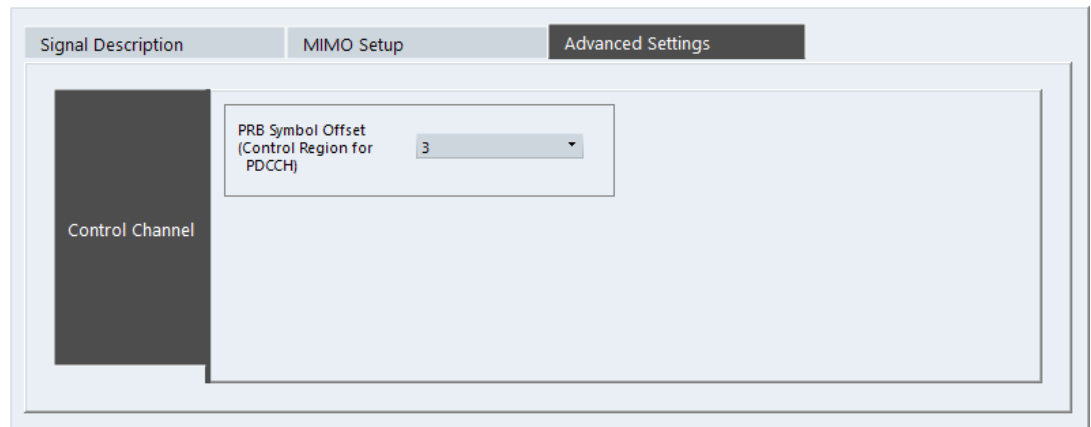 Signal Description
MIMO Setup
Advanced Settings
PRB Symbol Offset
(Control Region for
PDCCH)
3
Control Channel